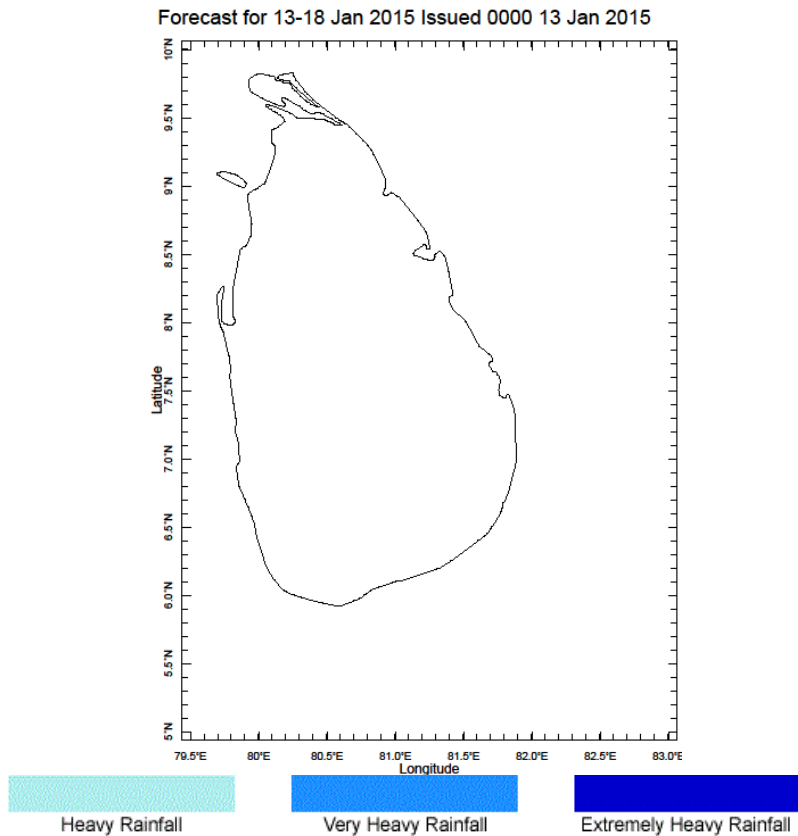 Forecast for 13-18 Jan 2015 Issued 0000 13 Jan 2015
10°N
9.5°N
9°N
8.5°N
8°N
7.5°N
7.0°N
6.5°N
6.0°N
5.5°N
5°N
Latitude
79.5°E 80°E 80.5°E 81.0°E 81.5°E 82.0°E 82.5°E 83.0E
Longitude
Heavy Rainfall Very Heavy Rainfall Extremely Heavy Rainfall